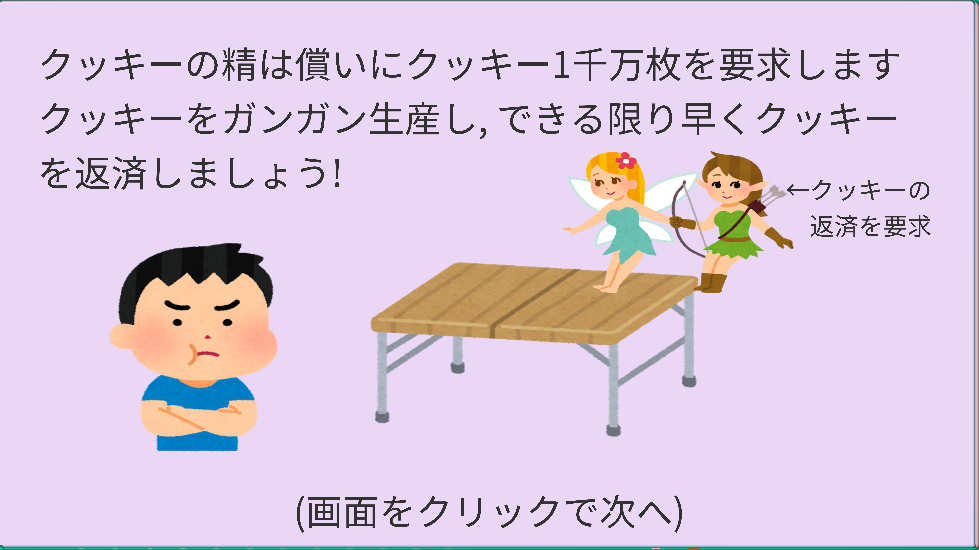 クッキーの精は償いにクッキー1千万枚を要求します
クッキーをガンガン生産し, できる限り早くクッキー
を返済しましょう!
←クッキーの
返済を要求
(画面をクリックで次へ)